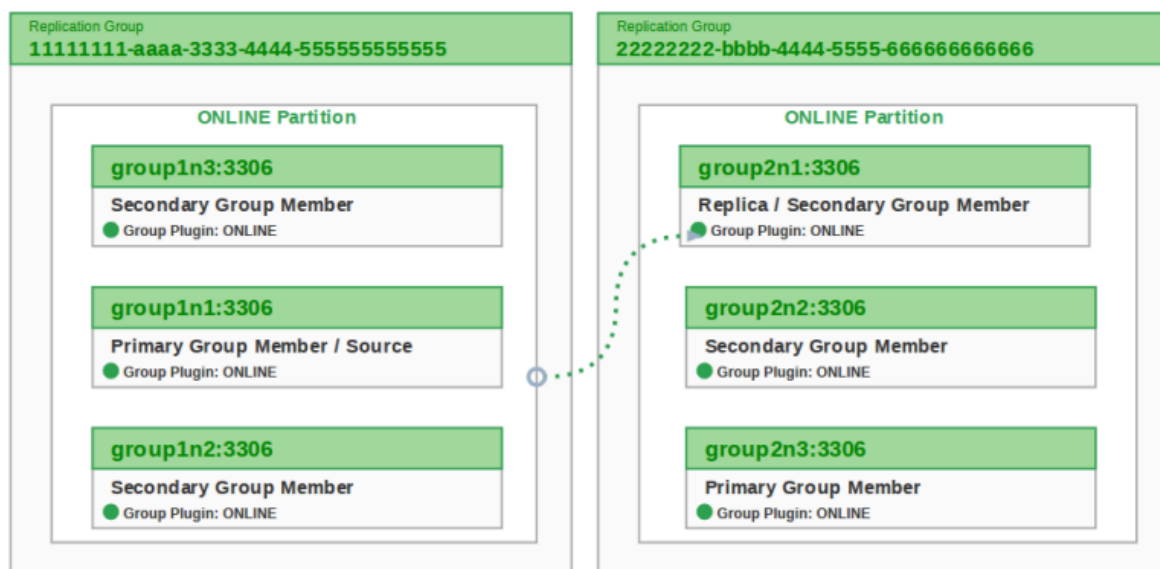 Replication Group
11111111-aaaa-3333-4444-555555555555
ONLINE Partition
group1n3:3306
Secondary Group Member
Group Plugin: ONLINE
group1n1:3306
Primary Group Member / Source
Group Plugin: ONLINE
group1n2:3306
Secondary Group Member
Group Plugin: ONLINE
Replication Group
22222222-bbbb-4444-5555-666666666666
ONLINE Partition
group2n1:3306
Replica / Secondary Group Member
Group Plugin: ONLINE
group2n2:3306
Secondary Group Member
Group Plugin: ONLINE
group2n3:3306
Primary Group Member
Group Plugin: ONLINE